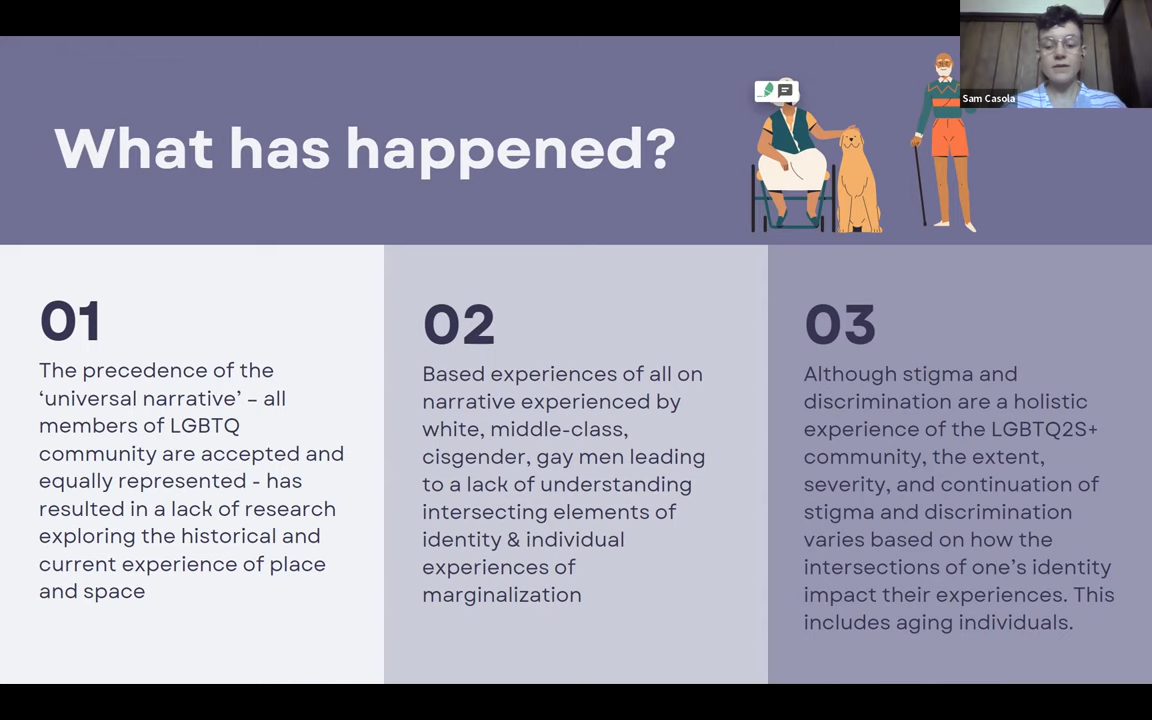 What has happened?
Sam Casola
01
The precedence of the
‘universal narrative’ – all
members of LGBTQ
community are accepted and
equally represented - has
resulted in a lack of research
exploring the historical and
current experience of place
and space
02
Based experiences of all on
narrative experienced by
white, middle-class,
cisgender, gay men leading
to a lack of understanding
intersecting elements of
identity & individual
experiences of
marginalization
03
Although stigma and
discrimination are a holistic
experience of the LGBTQ2S+
community, the extent,
severity, and continuation of
stigma and discrimination
varies based on how the
intersections of one’s identity
impact their experiences. This
includes aging individuals.